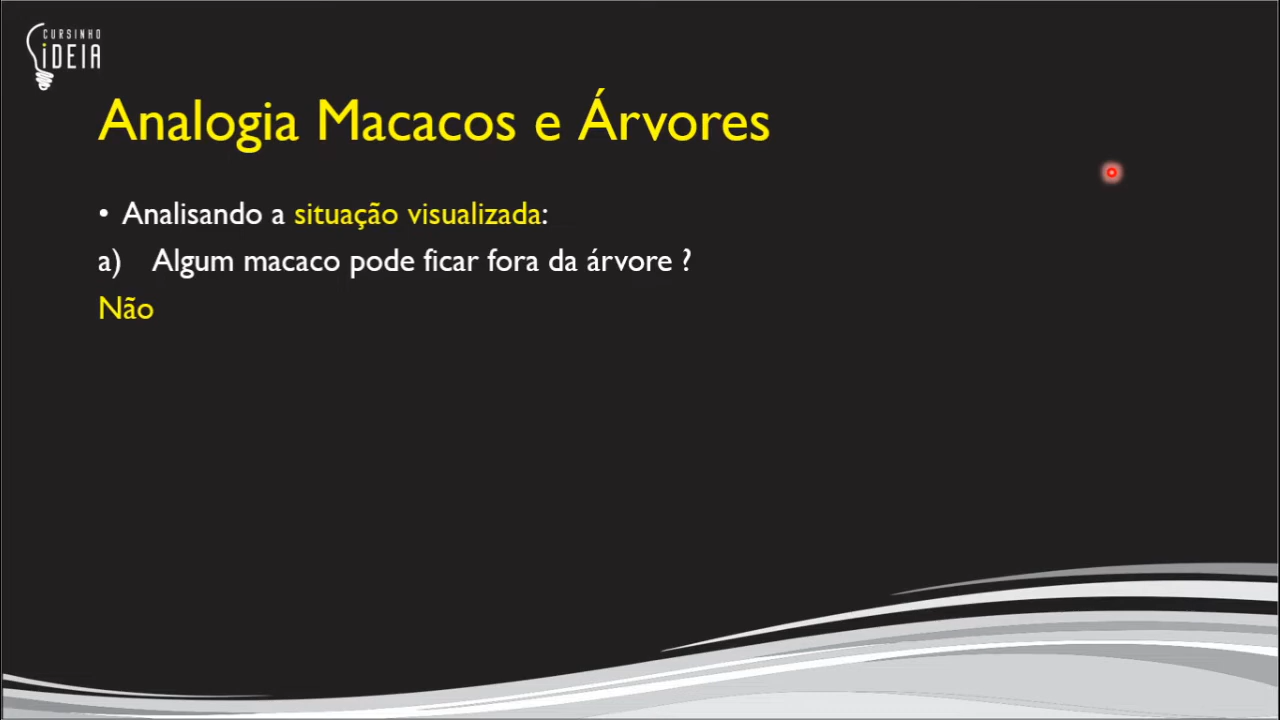 CURSINHO
iDEIA
Analogia Macacos e Árvores
• Analisando a situação visualizada:
a) Algum macaco pode ficar fora da árvore ?
Não